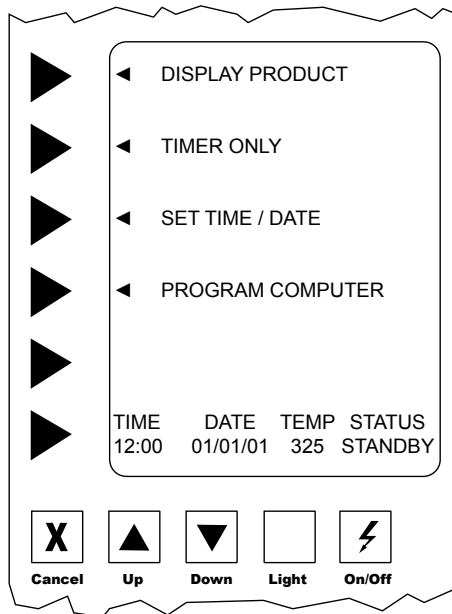 DISPLAY PRODUCT
TIMER ONLY
SET TIME / DATE
PROGRAM COMPUTER
TIME DATE TEMP STATUS
12:00 01/01/01 325 STANDBY
X
Cancel Up Down Light On/Off